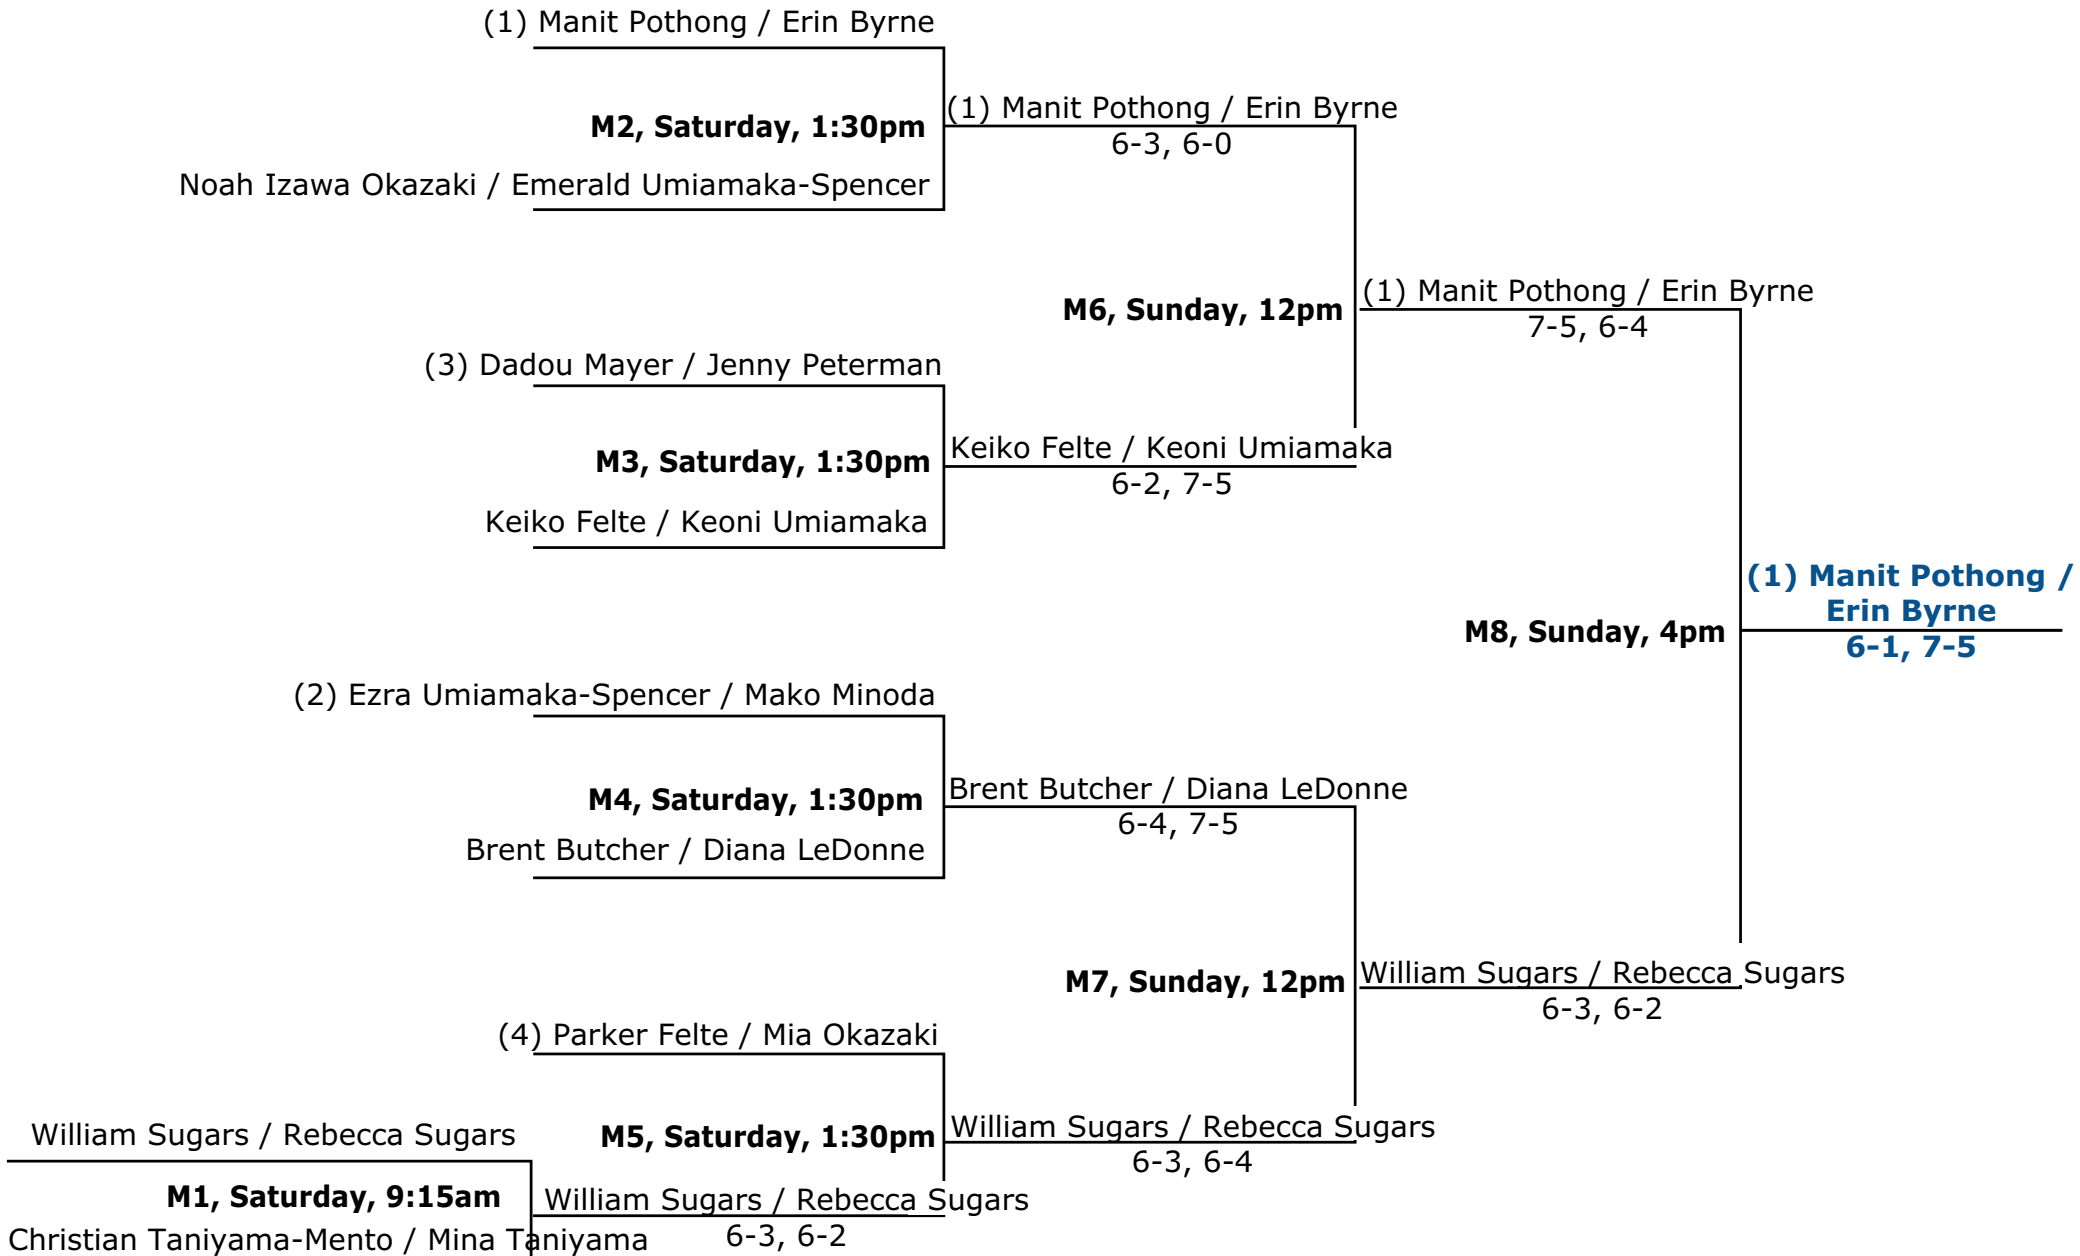 (1) Manit Pothong / Erin Byrne
(1) Manit Pothong / Erin Byrne
M2, Saturday, 1:30pm
6-3, 6-0
Noah Izawa Okazaki / Emerald Umiamaka-Spencer
(1) Manit Pothong / Erin Byrne
M6, Sunday, 12pm
7-5, 6-4
(3) Dadou Mayer / Jenny Peterman
Keiko Felte / Keoni Umiamaka
M3, Saturday, 1:30pm
6-2, 7-5
Keiko Felte / Keoni Umiamaka
(1) Manit Pothong /
Erin Byrne
M8, Sunday, 4pm
6-1, 7-5
(2) Ezra Umiamaka-Spencer / Mako Minoda
Brent Butcher / Diana LeDonne
M4, Saturday, 1:30pm
6-4, 7-5
Brent Butcher / Diana LeDonne
William Sugars / Rebecca Sugars
M7, Sunday, 12pm
6-3, 6-2
(4) Parker Felte / Mia Okazaki
William Sugars / Rebecca Sugars
M5, Saturday, 1:30pm
William Sugars / Rebecca Sugars
6-3, 6-4
M1, Saturday, 9:15am
William Sugars / Rebecca Sugars
6-3, 6-2
Christian Taniyama-Mento / Mina Taniyama